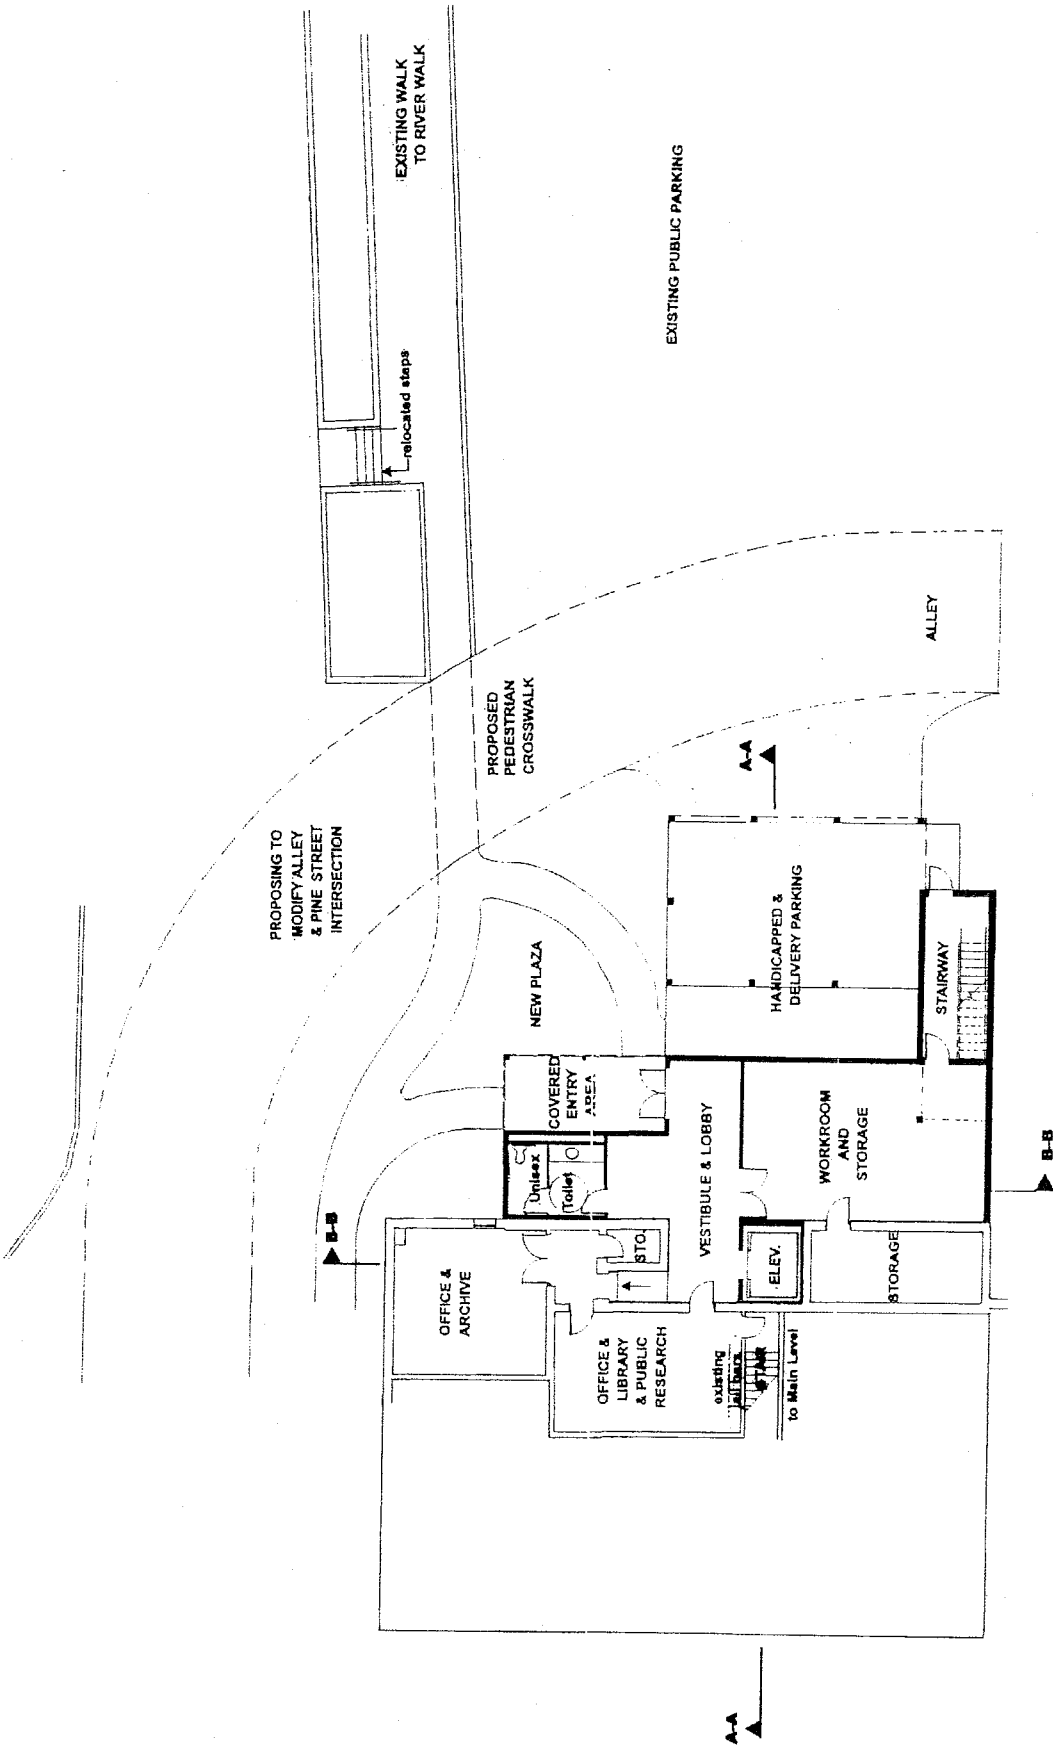 EXISTING WALK
TO RIVER WALK
EXISTING PUBLIC PARKING
relocated steps
ALLEY
PROPOSED
PEDESTRIAN
CROSSWALK
A-A
PROPOSING TO
MODIFY ALLEY
& PINE STREET
INTERSECTION
NEW PLAZA
HANDICAPPED &
DELIVERY PARKING
STAIRWAY
COVERED
ENTRY
AREA
Unisex
Toilet
VESTIBULE & LOBBY
WORKROOM
AND
STORAGE
B-B
B-B
OFFICE &
ARCHIVE
STO.
ELEV.
STORAGE
OFFICE &
LIBRARY
& PUBLIC
RESEARCH
existing
STAIR
to Main Level
A-A